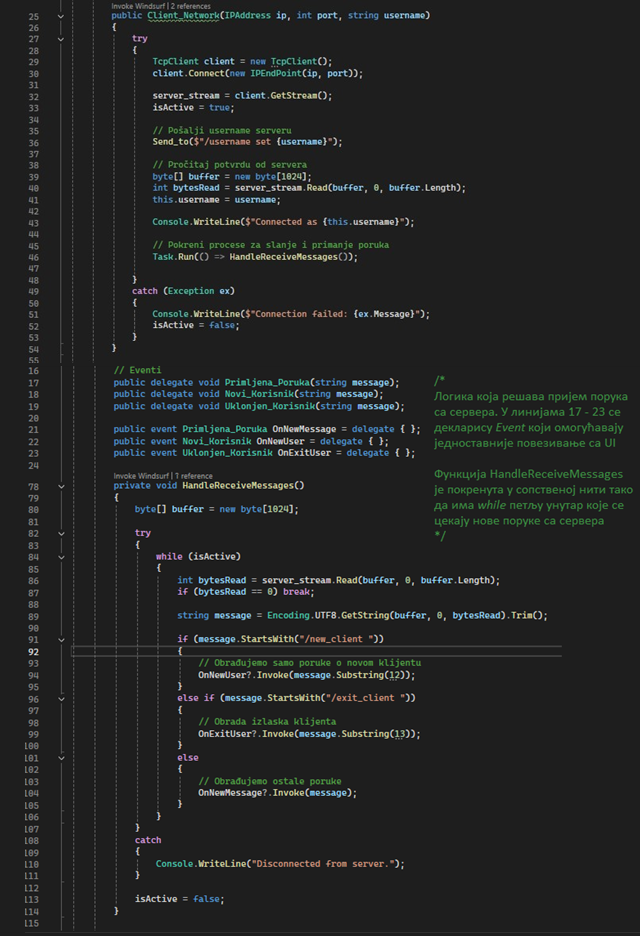 Invoke Windsurf | 2 references
25 public Client_Network(IPAddress ip, int port, string username)
26 {
27 try
28 {
29 TcpClient client = new TcpClient();
30 client.Connect(new IPEndPoint(ip, port));
31
32 server_stream = client.GetStream();
33 isActive = true;
34
35 // Pošalji username serveru
36 Send_to($"/username set {username}");
37
38 // Pročitaj potvrdu od servera
39 byte[] buffer = new byte[1024];
40 int bytesRead = server_stream.Read(buffer, 0, buffer.Length);
41 this.username = username;
42
43 Console.WriteLine($"Connected as {this.username}");
44
45 // Pokreni procese za slanje i primanje poruka
46 Task.Run(() => HandleReceiveMessages());
47
48 }
49 catch (Exception ex)
50 {
51 Console.WriteLine($"Connection failed: {ex.Message}");
52 isActive = false;
53 }
54 }
55
16 // Eventi
17 public delegate void Primljena_Poruka(string message);
18 public delegate void Novi_Korisnik(string message);
19 public delegate void Uklonjen_Korisnik(string message);
20
21 public event Primljena_Poruka OnNewMessage = delegate { };
22 public event Novi_Korisnik OnNewUser = delegate { };
23 public event Uklonjen_Korisnik OnExitUser = delegate { };
24
/*
Логика која решава пријем порука
са сервера. У линијама 17 - 23 се
декларису Event који омогућавају
једноставније повезивање са UI
Функција HandleReceiveMessages
је покренута у сопственој нити тако
да има while петљу унутар које се
цекају нове поруке са сервера
*/
Invoke Windsurf | 1 reference
78 private void HandleReceiveMessages()
79 {
80 byte[] buffer = new byte[1024];
81
82 try
83 {
84 while (isActive)
85 {
86 int bytesRead = server_stream.Read(buffer, 0, buffer.Length);
87 if (bytesRead == 0) break;
88
89 string message = Encoding.UTF8.GetString(buffer, 0, bytesRead).Trim();
90
91 if (message.StartsWith("/new_client "))
92 {
93 // Obrađujemo samo poruke o novom klijentu
94 OnNewUser?.Invoke(message.Substring(12));
95 }
96 else if (message.StartsWith("/exit_client "))
97 {
98 // Obrada izlaska klijenta
99 OnExitUser?.Invoke(message.Substring(13));
100 }
101 else
102 {
103 // Obrađujemo ostale poruke
104 OnNewMessage?.Invoke(message);
105 }
106 }
107 }
108 catch
109 {
110 Console.WriteLine("Disconnected from server.");
111 }
112
113 isActive = false;
114 }
115